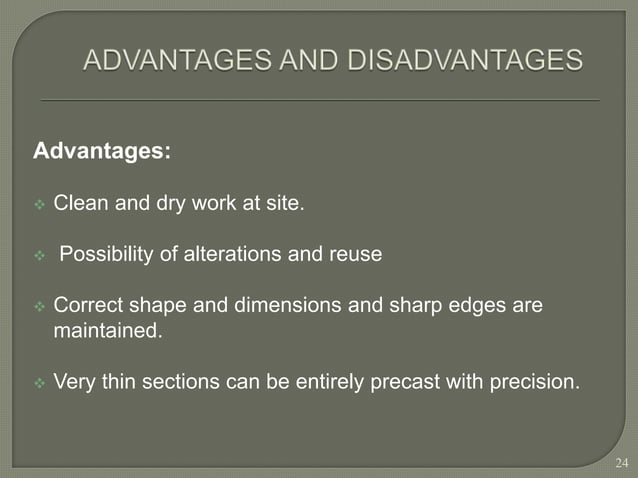 ADVANTAGES AND DISADVANTAGES
Advantages:
❖ Clean and dry work at site.
❖ Possibility of alterations and reuse
❖ Correct shape and dimensions and sharp edges are
maintained.
❖ Very thin sections can be entirely precast with precision.
24